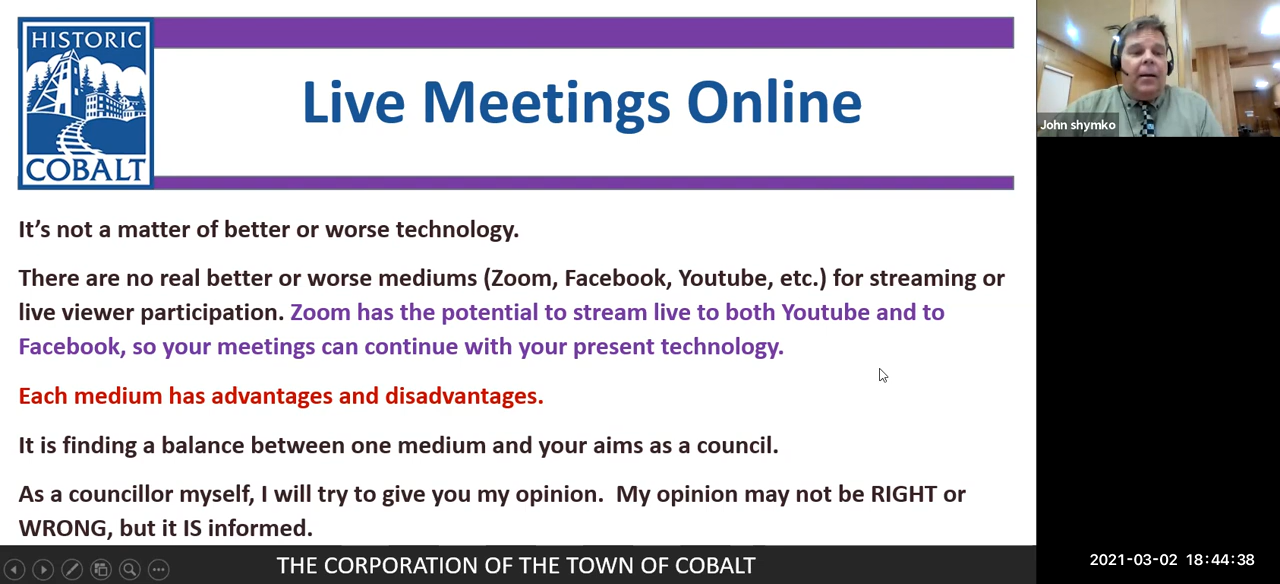 HISTORIC
COBALT
Live Meetings Online
John shymko
It’s not a matter of better or worse technology.
There are no real better or worse mediums (Zoom, Facebook, Youtube, etc.) for streaming or
live viewer participation. Zoom has the potential to stream live to both Youtube and to
Facebook, so your meetings can continue with your present technology.
Each medium has advantages and disadvantages.
It is finding a balance between one medium and your aims as a council.
As a councillor myself, I will try to give you my opinion.  My opinion may not be RIGHT or
WRONG, but it IS informed.
THE CORPORATION OF THE TOWN OF COBALT
2021-03-02 18:44:38